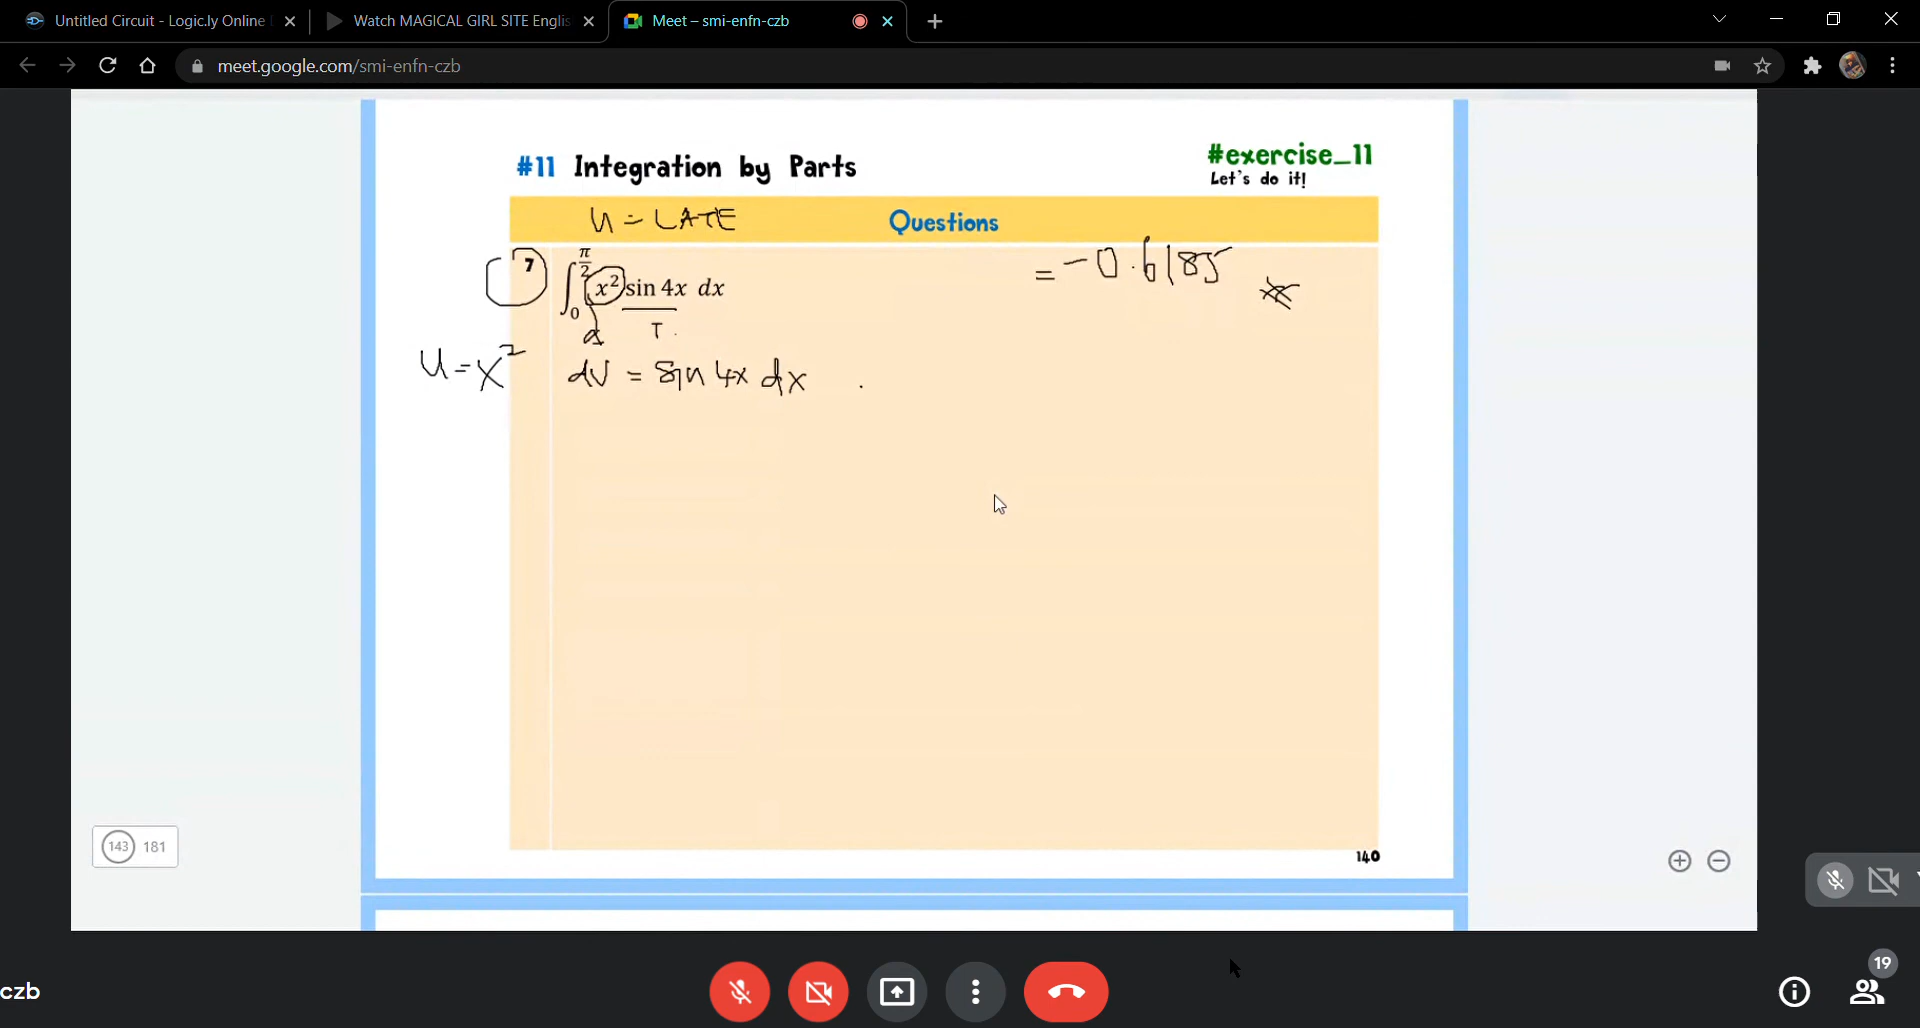 Untitled Circuit - Logic.ly Online
Watch MAGICAL GIRL SITE Englis
Meet – smi-enfn-czb
meet.google.com/smi-enfn-czb
#11 Integration by Parts
#exercise_11
Let's do it!
u = LATE
Questions
7
∫₀^(π/2) x² sin 4x dx
= -0.6185
a T
u = x² dv = sin 4x dx
143 181
140
19
czb